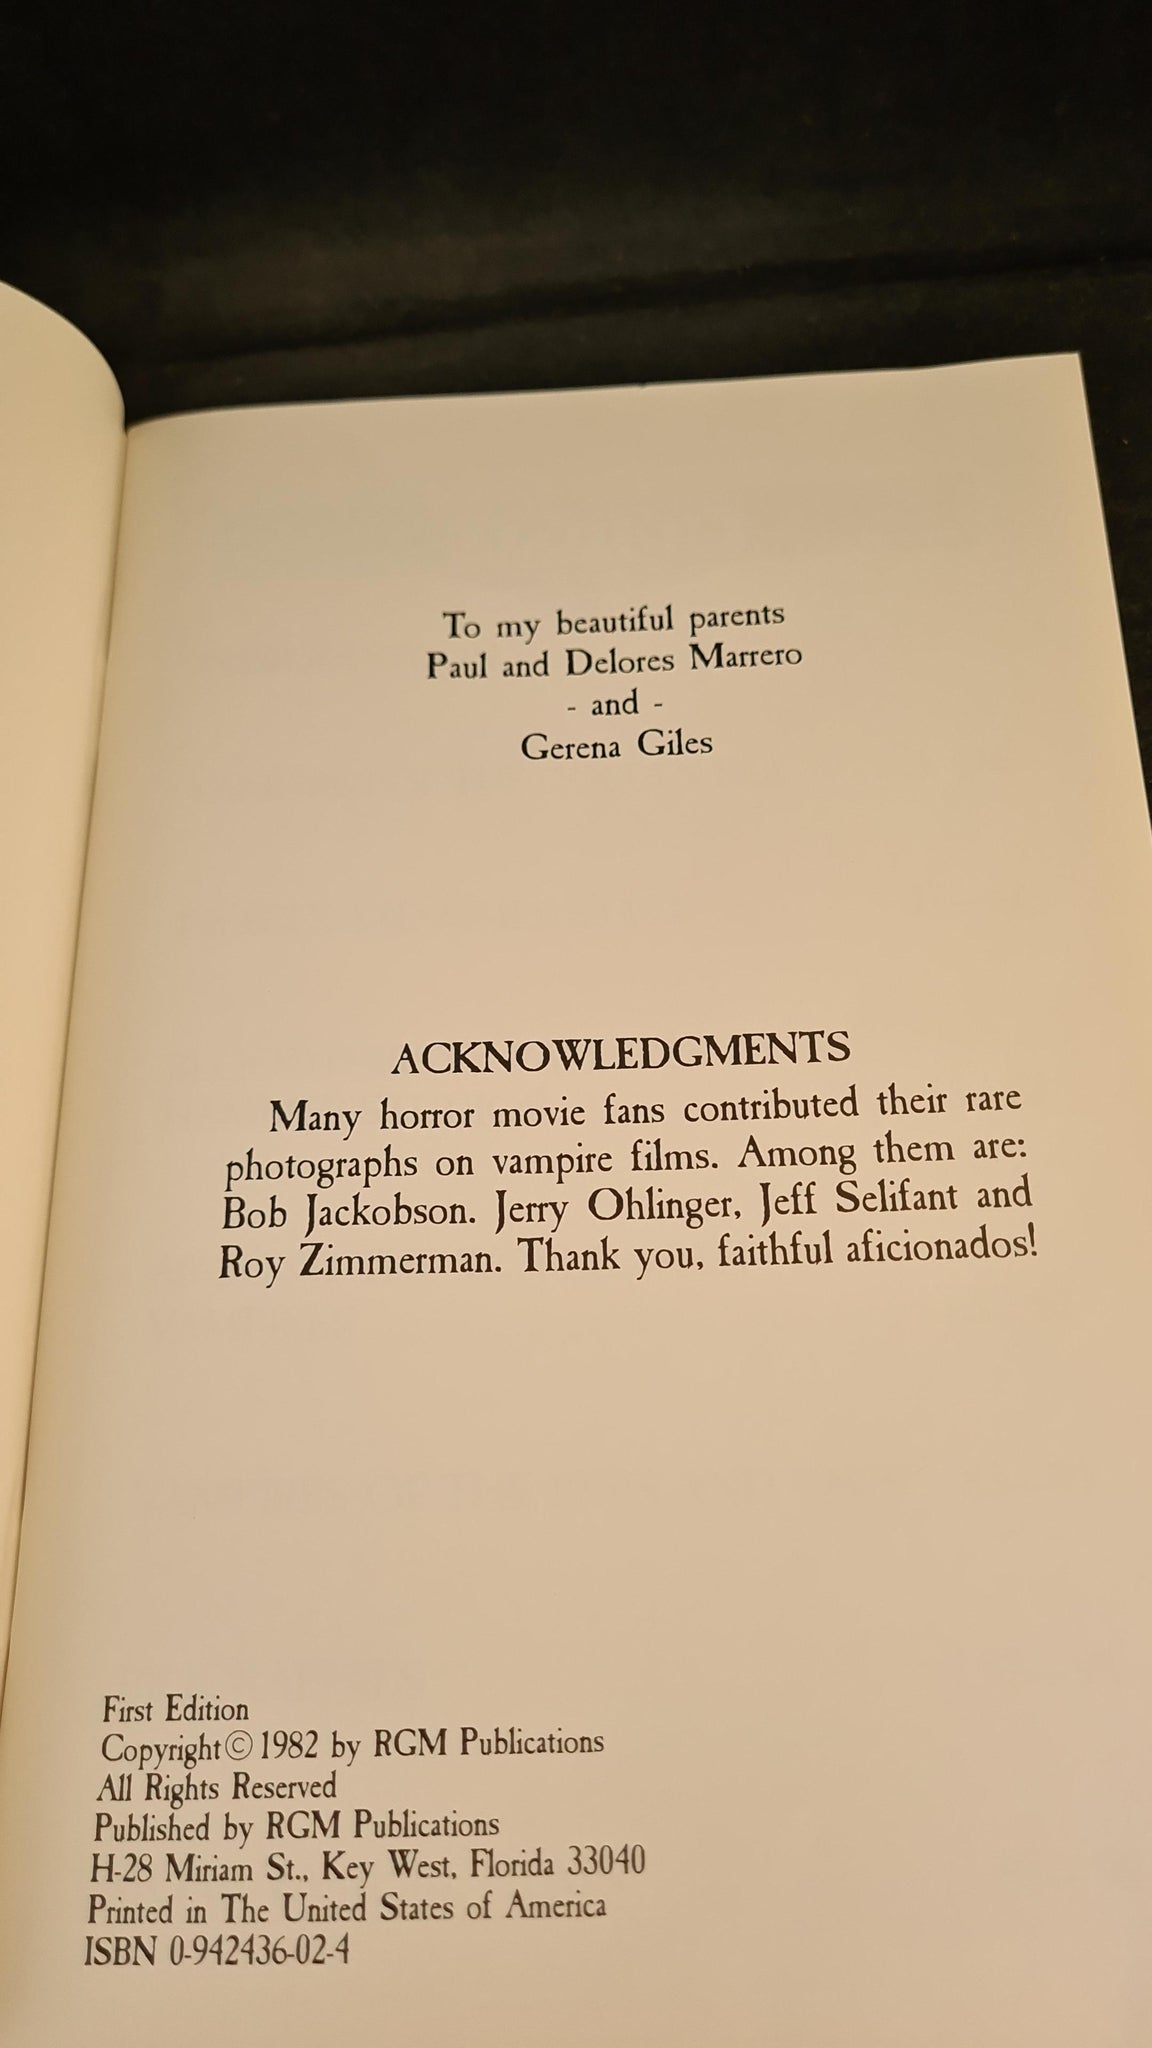 To my beautiful parents
Paul and Delores Marrero
- and -
Gerena Giles
ACKNOWLEDGMENTS
Many horror movie fans contributed their rare
photographs on vampire films. Among them are:
Bob Jackobson. Jerry Ohlinger, Jeff Selifant and
Roy Zimmerman. Thank you, faithful aficionados!
First Edition
Copyright © 1982 by RGM Publications
All Rights Reserved
Published by RGM Publications
H-28 Miriam St., Key West, Florida 33040
Printed in The United States of America
ISBN 0-942436-02-4